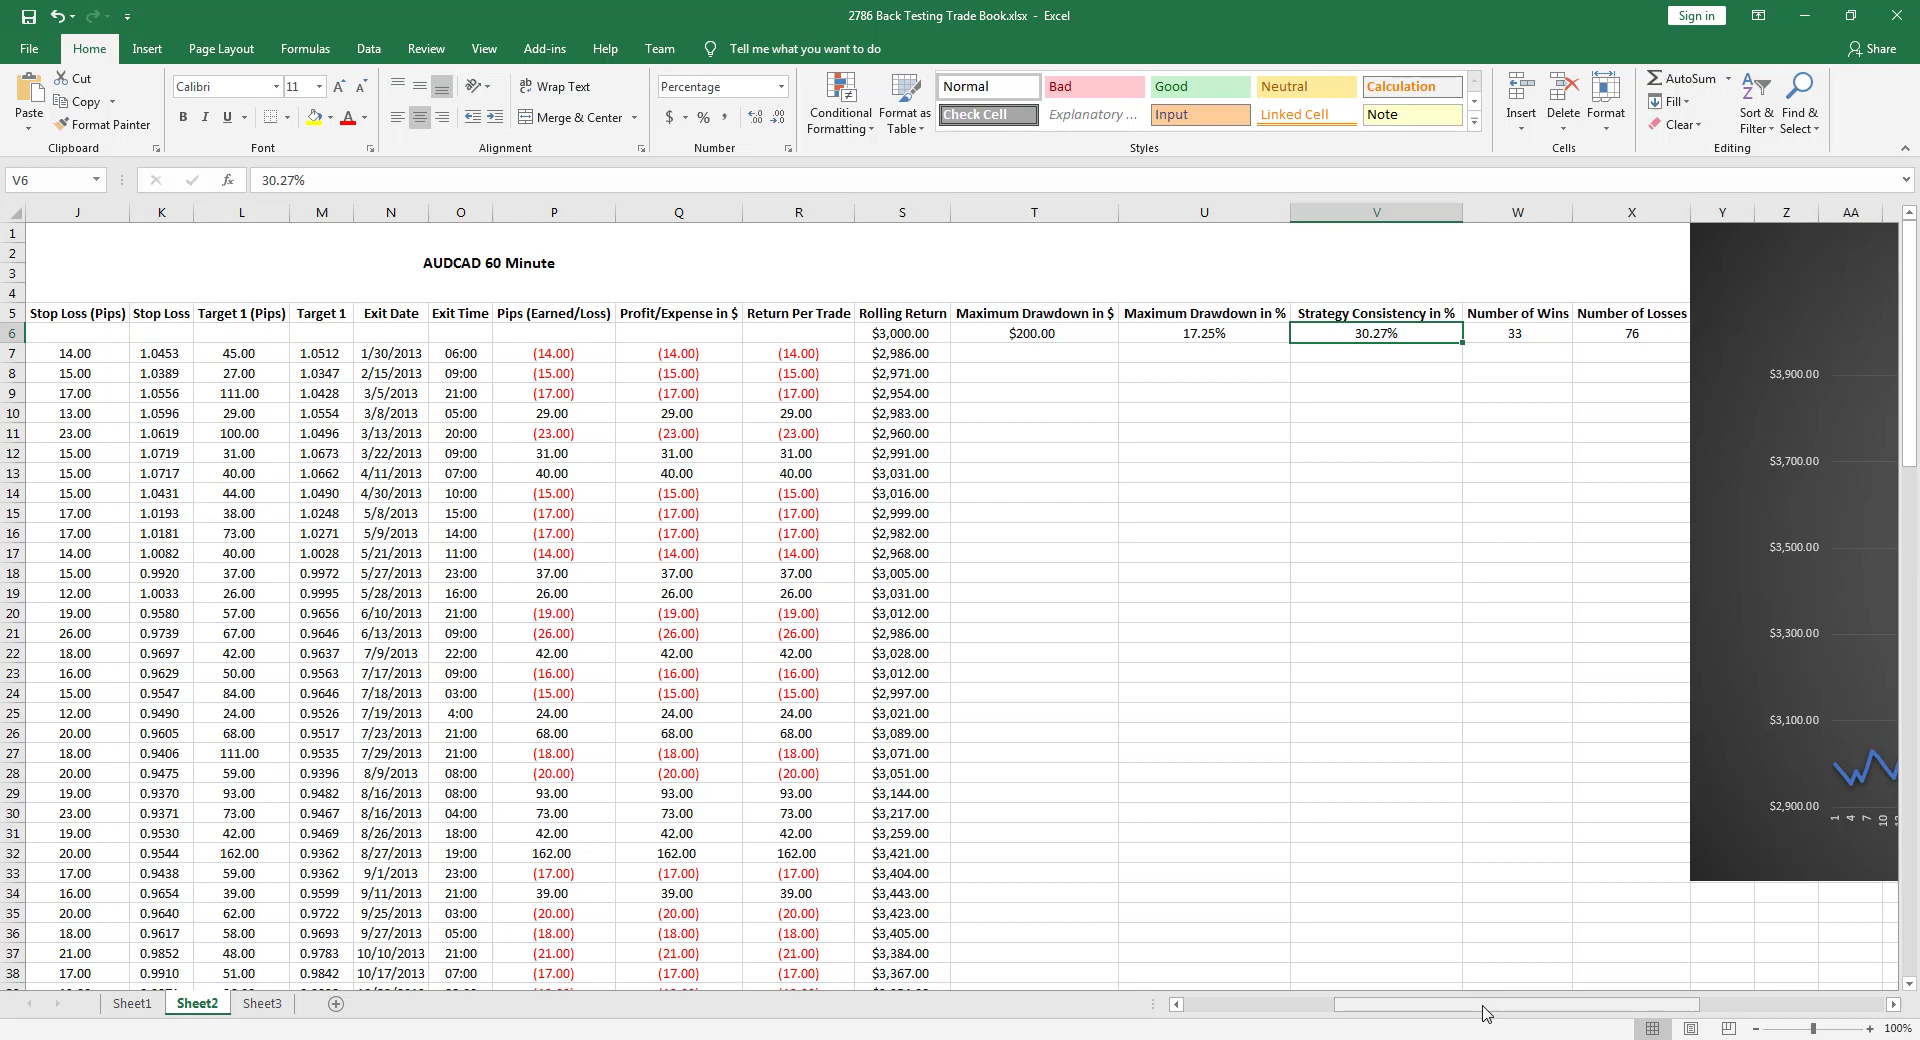 2786 Back Testing Trade Book.xlsx - Excel
Sign in
File Home Insert Page Layout Formulas Data Review View Add-ins Help Team Tell me what you want to do Share
Paste Cut Copy Format Painter Clipboard
Calibri 11 B I U Font
Wrap Text Merge & Center Alignment
Percentage $ % , Number
Conditional Formatting Format as Table Normal Bad Good Neutral Calculation
Check Cell Explanatory ... Input Linked Cell Note Styles
Insert Delete Format Cells
AutoSum Fill Clear Sort & Filter Find & Select Editing
V6 fx 30.27%
J K L M N O P Q R S T U V W X Y Z AA
1
2 AUDCAD 60 Minute
3
4
5 Stop Loss (Pips) Stop Loss Target 1 (Pips) Target 1 Exit Date Exit Time Pips (Earned/Loss) Profit/Expense in $ Return Per Trade Rolling Return Maximum Drawdown in $ Maximum Drawdown in % Strategy Consistency in % Number of Wins Number of Losses
6 $3,000.00 $200.00 17.25% 30.27% 33 76
7 14.00 1.0453 45.00 1.0512 1/30/2013 06:00 (14.00) (14.00) (14.00) $2,986.00
8 15.00 1.0389 27.00 1.0347 2/15/2013 09:00 (15.00) (15.00) (15.00) $2,971.00
9 17.00 1.0556 111.00 1.0428 3/5/2013 21:00 (17.00) (17.00) (17.00) $2,954.00
10 13.00 1.0596 29.00 1.0554 3/8/2013 05:00 29.00 29.00 29.00 $2,983.00
11 23.00 1.0619 100.00 1.0496 3/13/2013 20:00 (23.00) (23.00) (23.00) $2,960.00
12 15.00 1.0719 31.00 1.0673 3/22/2013 09:00 31.00 31.00 31.00 $2,991.00
13 15.00 1.0717 40.00 1.0662 4/11/2013 07:00 40.00 40.00 40.00 $3,031.00
14 15.00 1.0431 44.00 1.0490 4/30/2013 10:00 (15.00) (15.00) (15.00) $3,016.00
15 17.00 1.0193 38.00 1.0248 5/8/2013 15:00 (17.00) (17.00) (17.00) $2,999.00
16 17.00 1.0181 73.00 1.0271 5/9/2013 14:00 (17.00) (17.00) (17.00) $2,982.00
17 14.00 1.0082 40.00 1.0028 5/21/2013 11:00 (14.00) (14.00) (14.00) $2,968.00
18 15.00 0.9920 37.00 0.9972 5/27/2013 23:00 37.00 37.00 37.00 $3,005.00
19 12.00 1.0033 26.00 0.9995 5/28/2013 16:00 26.00 26.00 26.00 $3,031.00
20 19.00 0.9580 57.00 0.9656 6/10/2013 21:00 (19.00) (19.00) (19.00) $3,012.00
21 26.00 0.9739 67.00 0.9646 6/13/2013 09:00 (26.00) (26.00) (26.00) $2,986.00
22 18.00 0.9697 42.00 0.9637 7/9/2013 22:00 42.00 42.00 42.00 $3,028.00
23 16.00 0.9629 50.00 0.9563 7/17/2013 09:00 (16.00) (16.00) (16.00) $3,012.00
24 15.00 0.9547 84.00 0.9646 7/18/2013 03:00 (15.00) (15.00) (15.00) $2,997.00
25 12.00 0.9490 24.00 0.9526 7/19/2013 4:00 24.00 24.00 24.00 $3,021.00
26 20.00 0.9605 68.00 0.9517 7/23/2013 21:00 68.00 68.00 68.00 $3,089.00
27 18.00 0.9406 111.00 0.9535 7/29/2013 21:00 (18.00) (18.00) (18.00) $3,071.00
28 20.00 0.9475 59.00 0.9396 8/9/2013 08:00 (20.00) (20.00) (20.00) $3,051.00
29 19.00 0.9370 93.00 0.9482 8/16/2013 08:00 93.00 93.00 93.00 $3,144.00
30 23.00 0.9371 73.00 0.9467 8/16/2013 04:00 73.00 73.00 73.00 $3,217.00
31 19.00 0.9530 42.00 0.9469 8/26/2013 18:00 42.00 42.00 42.00 $3,259.00
32 20.00 0.9544 162.00 0.9362 8/27/2013 19:00 162.00 162.00 162.00 $3,421.00
33 17.00 0.9438 59.00 0.9362 9/1/2013 23:00 (17.00) (17.00) (17.00) $3,404.00
34 16.00 0.9654 39.00 0.9599 9/11/2013 21:00 39.00 39.00 39.00 $3,443.00
35 20.00 0.9640 62.00 0.9722 9/25/2013 03:00 (20.00) (20.00) (20.00) $3,423.00
36 18.00 0.9617 58.00 0.9693 9/27/2013 05:00 (18.00) (18.00) (18.00) $3,405.00
37 21.00 0.9852 48.00 0.9783 10/10/2013 21:00 (21.00) (21.00) (21.00) $3,384.00
38 17.00 0.9910 51.00 0.9842 10/17/2013 07:00 (17.00) (17.00) (17.00) $3,367.00
$3,900.00
$3,700.00
$3,500.00
$3,300.00
$3,100.00
$2,900.00
1 4 7 10
Sheet1 Sheet2 Sheet3
100%